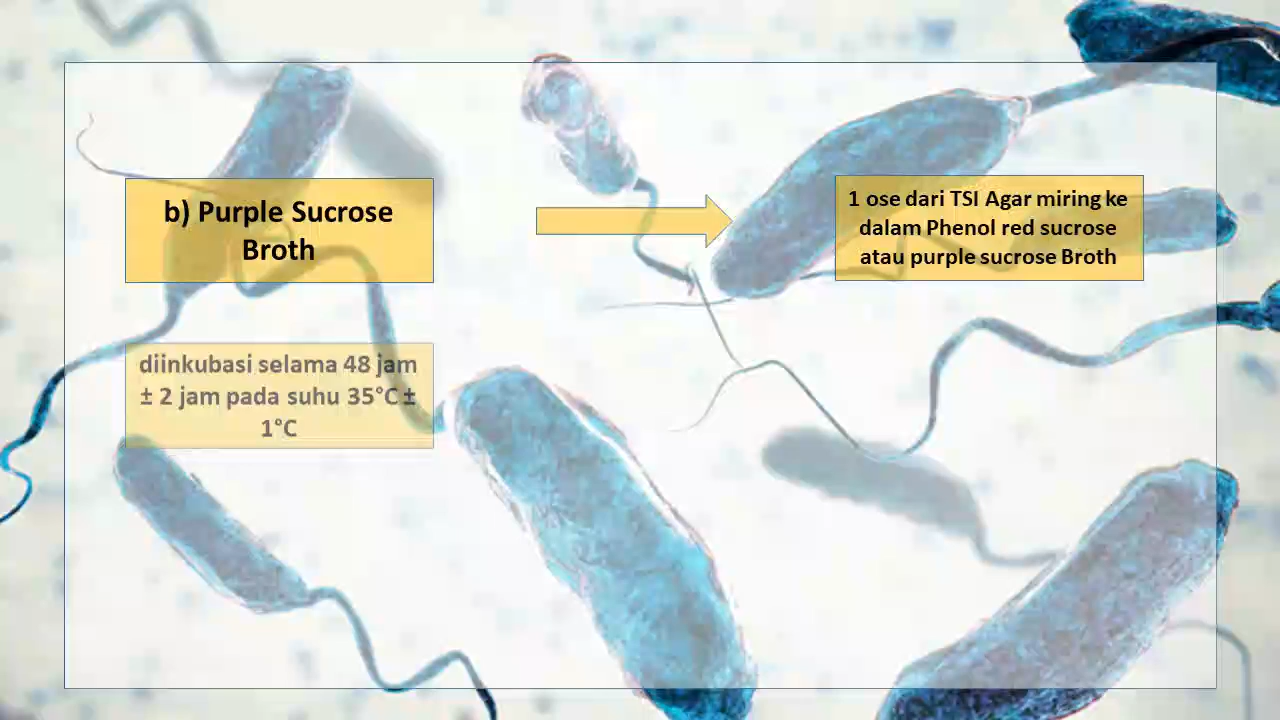 b) Purple Sucrose
Broth
1 ose dari TSI Agar miring ke
dalam Phenol red sucrose
atau purple sucrose Broth
diinkubasi selama 48 jam
± 2 jam pada suhu 35°C ±
1°C